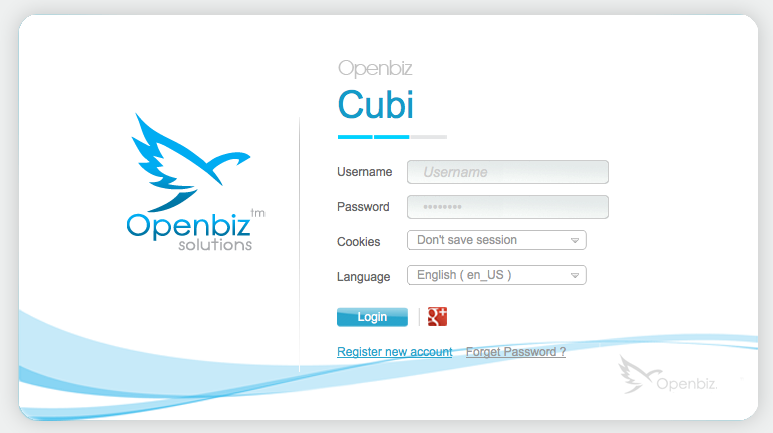 Openbiz
Cubi
Openbiz tm
solutions
Username Username
Password ••••••••
Cookies Don't save session
Language English ( en_US )
Login g+
Register new account Forget Password ?
Openbiz.